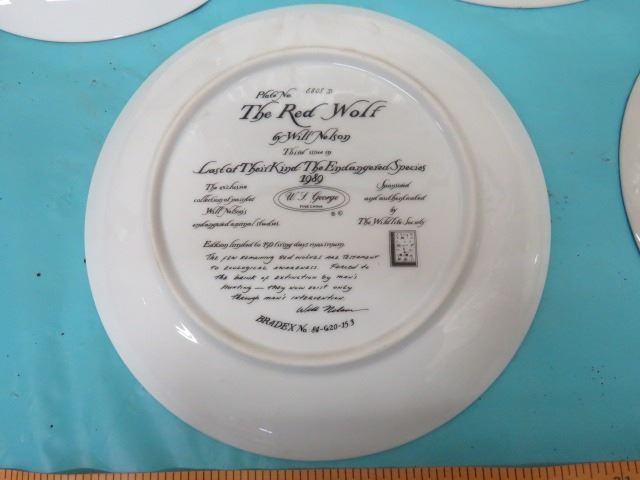 Plate No. 6808 D
The Red Wolf
by Will Nelson
Third issue in
Last of Their Kind: The Endangered Species
1989
The exclusive
collection of painter
Will Nelson's
endangered animal studies.
W. S. George
FINE CHINA
® ©
Sponsored
and authenticated
by
The Wildlife Society
Edition limited to 150 firing days maximum.
The few remaining red wolves are testament
to ecological awareness. Forced to
the brink of extinction by man's
hunting — they now exist only
through man's intervention.
Will Nelson
BRADEX No. 84-G20-15.3